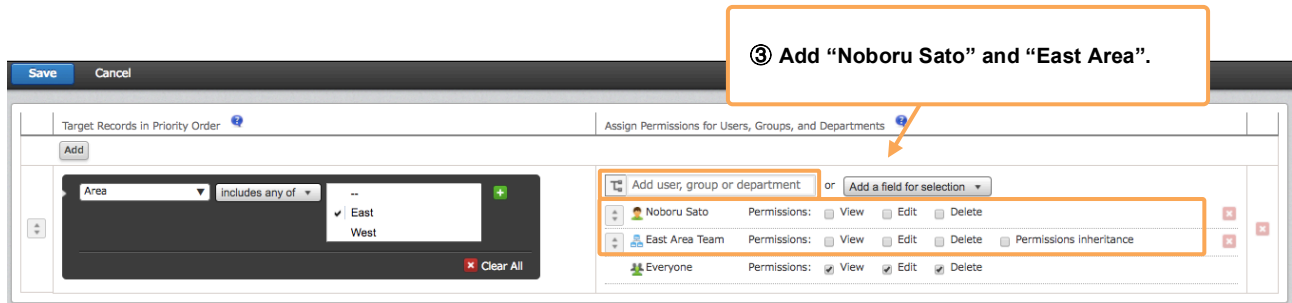 ③ Add “Noboru Sato” and “East Area”.
Save Cancel
Target Records in Priority Order ? Assign Permissions for Users, Groups, and Departments ?
Add
Area includes any of -- Add user, group or department or Add a field for selection
East Noboru Sato Permissions: View Edit Delete
West East Area Team Permissions: View Edit Delete Permissions inheritance
Clear All Everyone Permissions: View Edit Delete